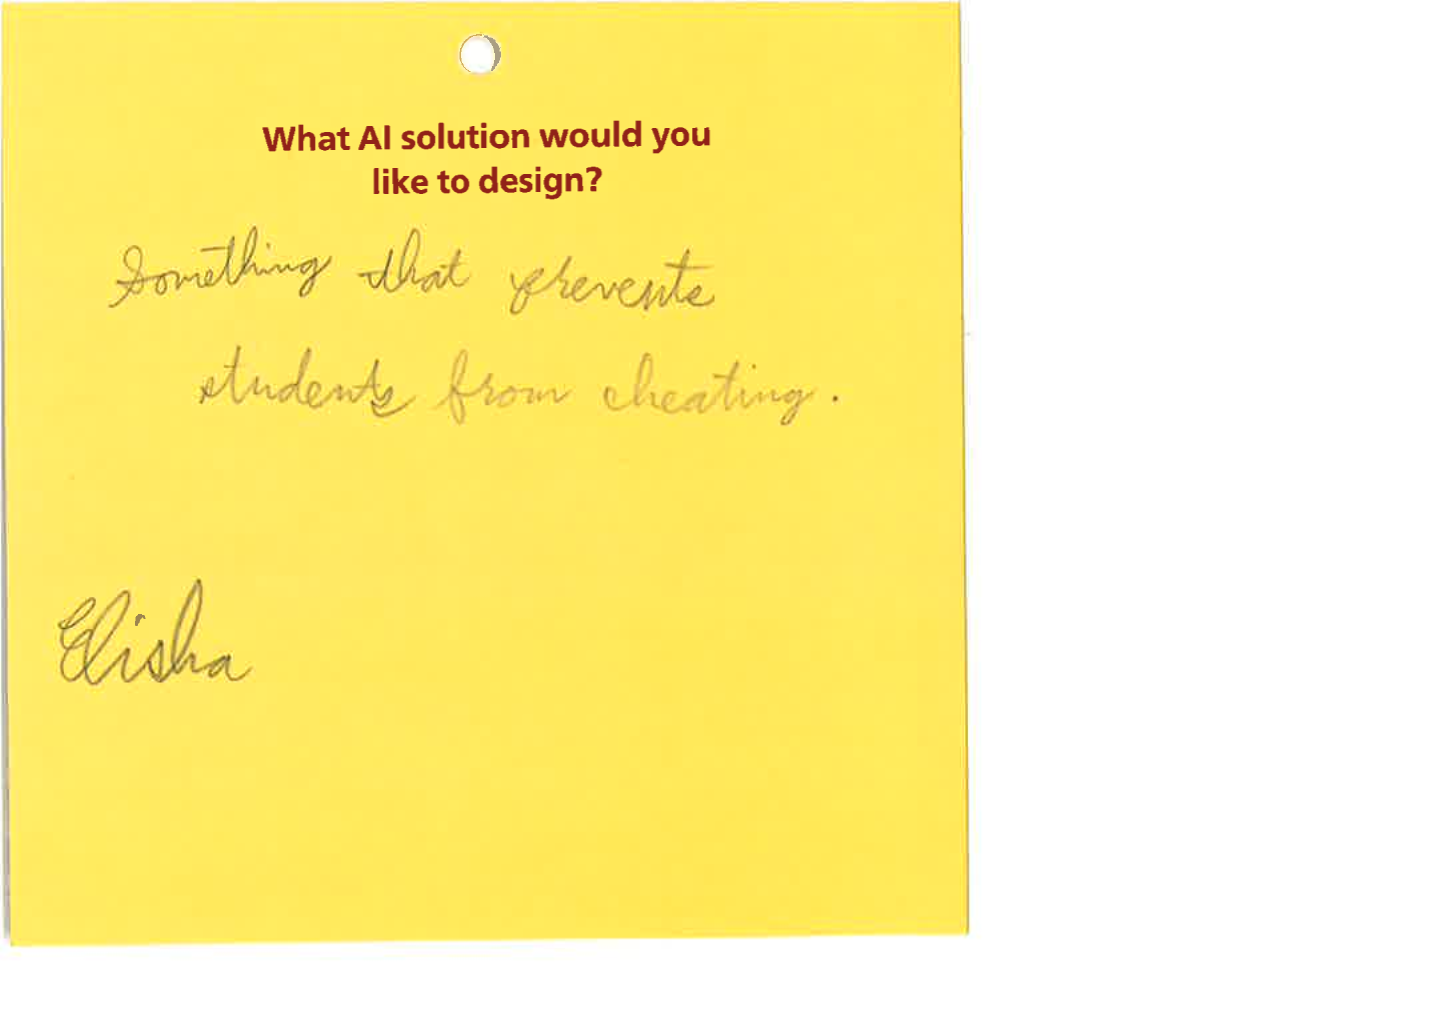 What AI solution would you
like to design?
Something that prevents
students from cheating.
Elisha